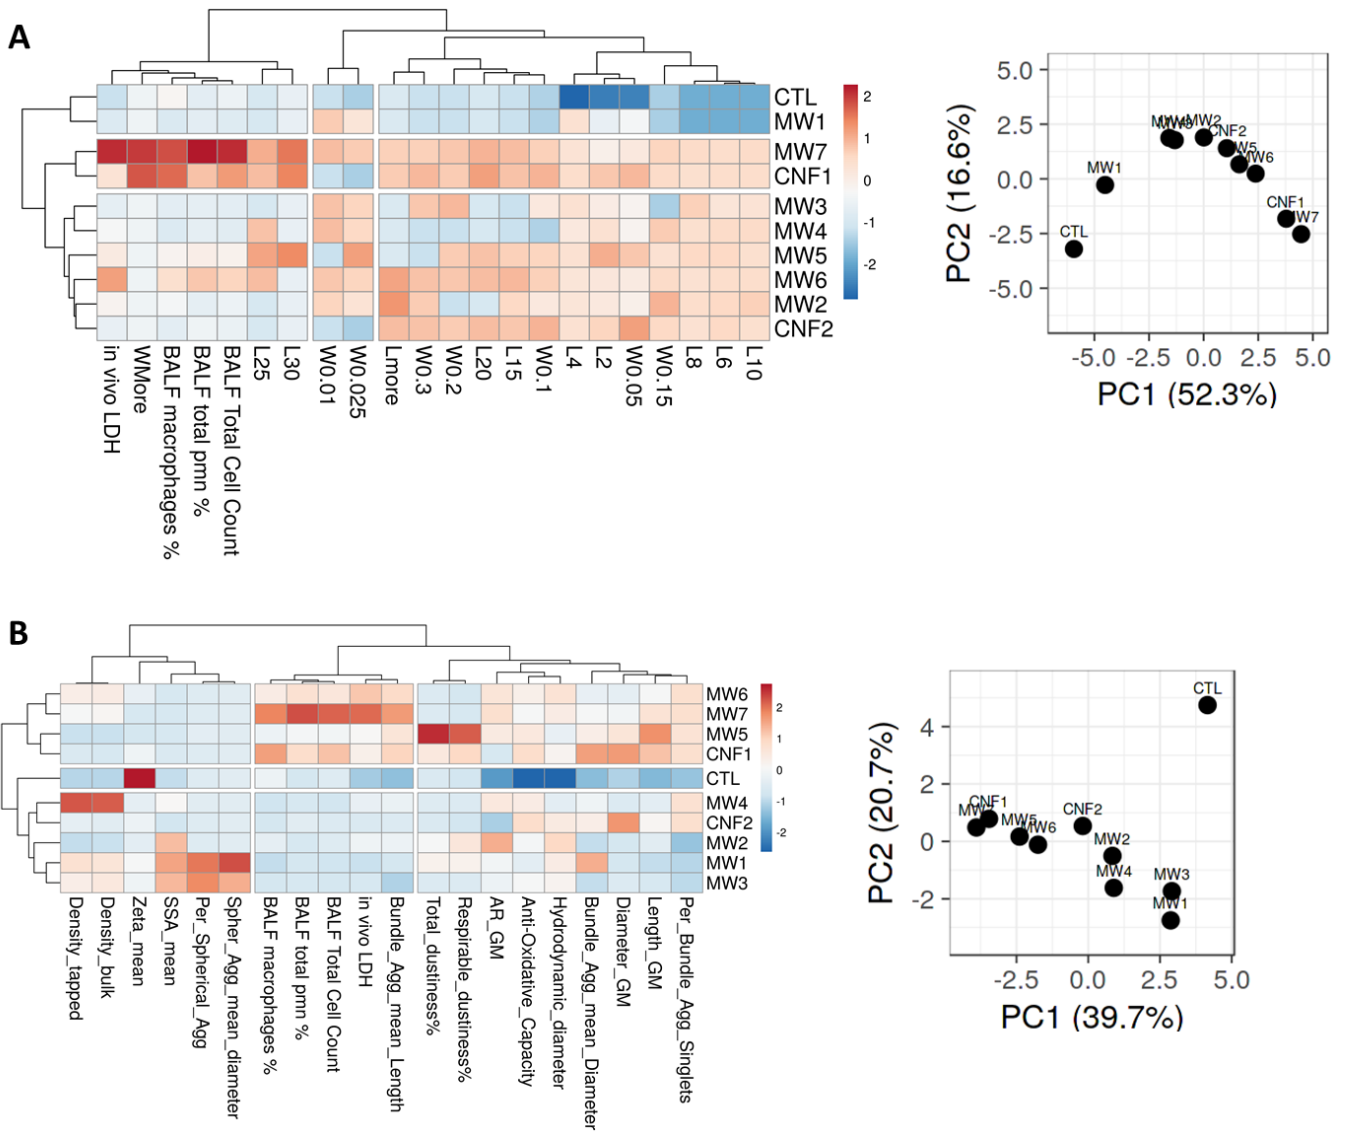 A
CTL
MW1
MW7
CNF1
MW3
MW4
MW5
MW6
MW2
CNF2
2
1
0
-1
-2
in vivo LDH
WMore
BALF macrophages %
BALF total pmn %
BALF Total Cell Count
L25
L30
W0.01
W0.025
Lmore
W0.3
W0.2
L20
L15
W0.1
L4
L2
W0.05
W0.15
L8
L6
L10
PC2 (16.6%)
5.0
2.5
0.0
-2.5
-5.0
MW2
CNF2
W5
MW6
MW1
CNF1
W7
CTL
-5.0 -2.5 0.0 2.5 5.0
PC1 (52.3%)
B
MW6
MW7
MW5
CNF1
CTL
MW4
CNF2
MW2
MW1
MW3
2
1
0
-1
-2
Density_tapped
Density_bulk
Zeta_mean
SSA_mean
Per_Spherical_Agg
Spher_Agg_mean_diameter
BALF macrophages %
BALF total pmn %
BALF Total Cell Count
in vivo LDH
Bundle_Agg_mean_Length
Total_dustiness%
Respirable_dustiness%
AR_GM
Anti-Oxidative_Capacity
Hydrodynamic_diameter
Bundle_Agg_mean_Diameter
Diameter_GM
Length_GM
Per_Bundle_Agg_Singlets
PC2 (20.7%)
4
2
0
-2
CTL
CNF1
MW5
MW6
CNF2
MW2
MW4
MW3
MW1
-2.5 0.0 2.5 5.0
PC1 (39.7%)